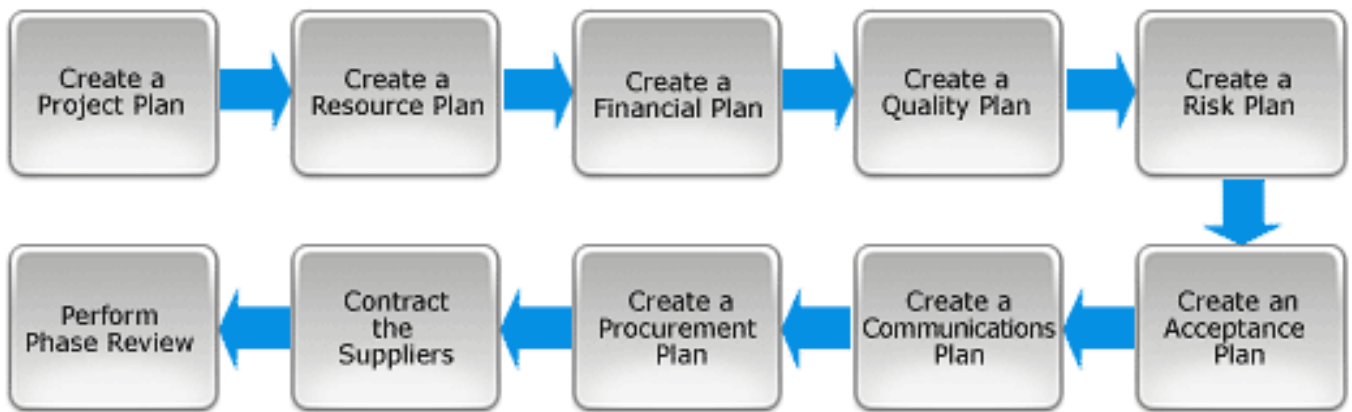 Create a
Project Plan
Create a
Resource Plan
Create a
Financial Plan
Create a
Quality Plan
Create a
Risk Plan
Create an
Acceptance
Plan
Create a
Communications
Plan
Create a
Procurement
Plan
Contract
the
Suppliers
Perform
Phase Review